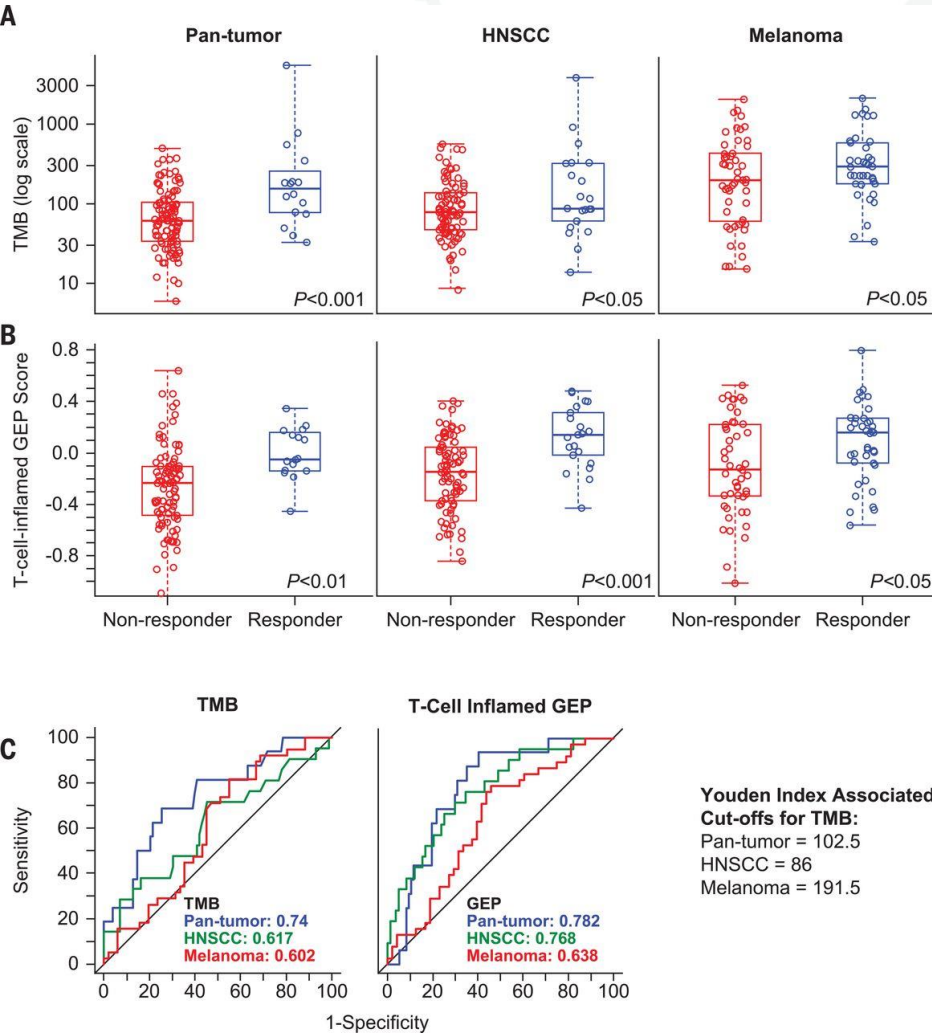 A
Pan-tumor
HNSCC
Melanoma
TMB (log scale)
3000
1000
300
100
30
10
P<0.001
P<0.05
P<0.05
B
T-cell-inflamed GEP Score
0.8
0.4
0.0
-0.4
-0.8
P<0.01
P<0.001
P<0.05
Non-responder Responder
Non-responder Responder
Non-responder Responder
C
TMB
T-Cell Inflamed GEP
Sensitivity
100
80
60
40
20
0
TMB
Pan-tumor: 0.74
HNSCC: 0.617
Melanoma: 0.602
GEP
Pan-tumor: 0.782
HNSCC: 0.768
Melanoma: 0.638
0 20 40 60 80 100
0 20 40 60 80 100
1-Specificity
Youden Index Associated
Cut-offs for TMB:
Pan-tumor = 102.5
HNSCC = 86
Melanoma = 191.5